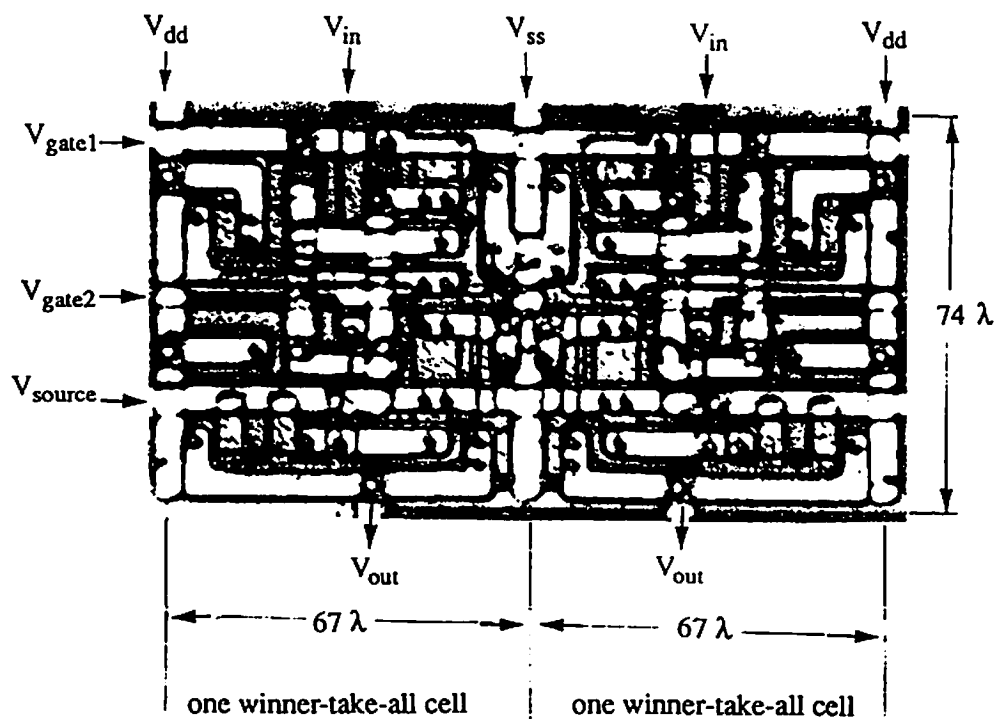 V_dd V_in V_ss V_in V_dd
V_gate1
V_gate2
74 λ
V_source
V_out V_out
67 λ 67 λ
one winner-take-all cell one winner-take-all cell